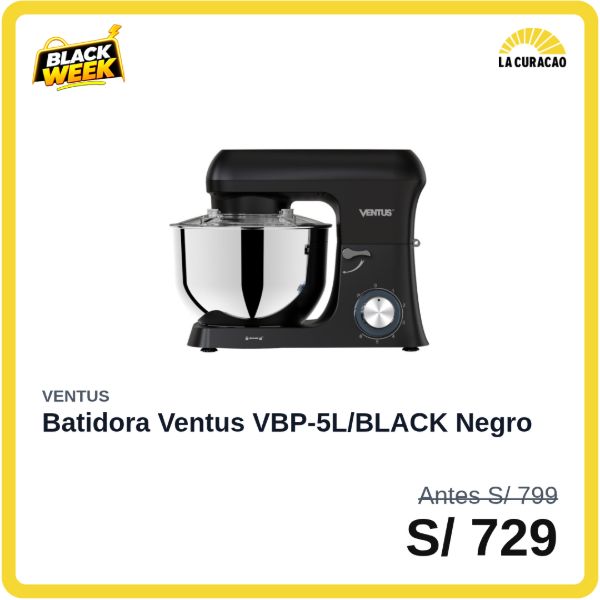 BLACK
WEEK
LA CURACAO
VENTUS
VENTUS
Batidora Ventus VBP-5L/BLACK Negro
Antes S/ 799
S/ 729